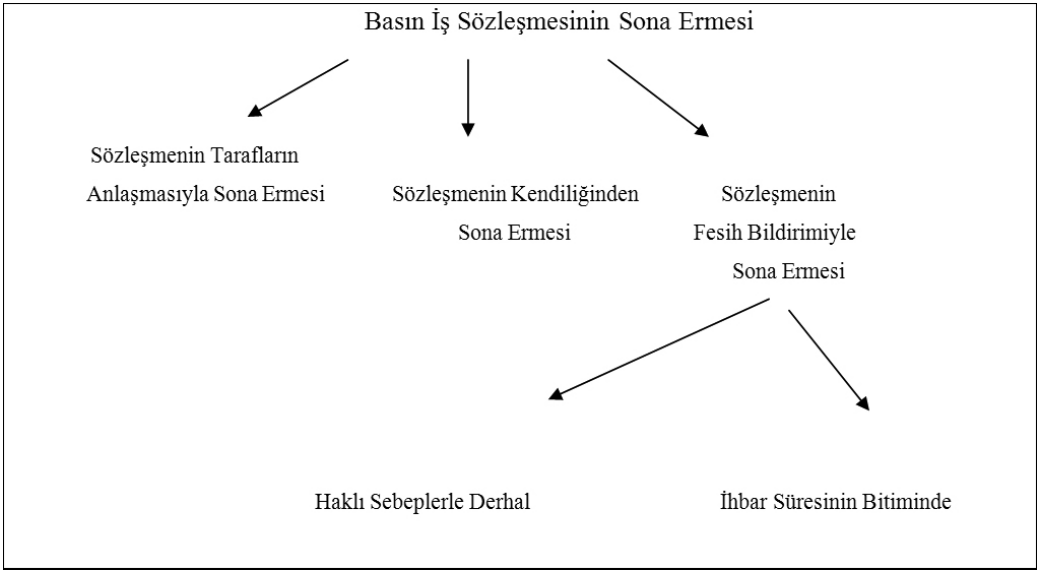 Basın İş Sözleşmesinin Sona Ermesi
Sözleşmenin Tarafların
Anlaşmasıyla Sona Ermesi
Sözleşmenin Kendiliğinden
Sona Ermesi
Sözleşmenin
Fesih Bildirimiyle
Sona Ermesi
Haklı Sebeplerle Derhal
İhbar Süresinin Bitiminde